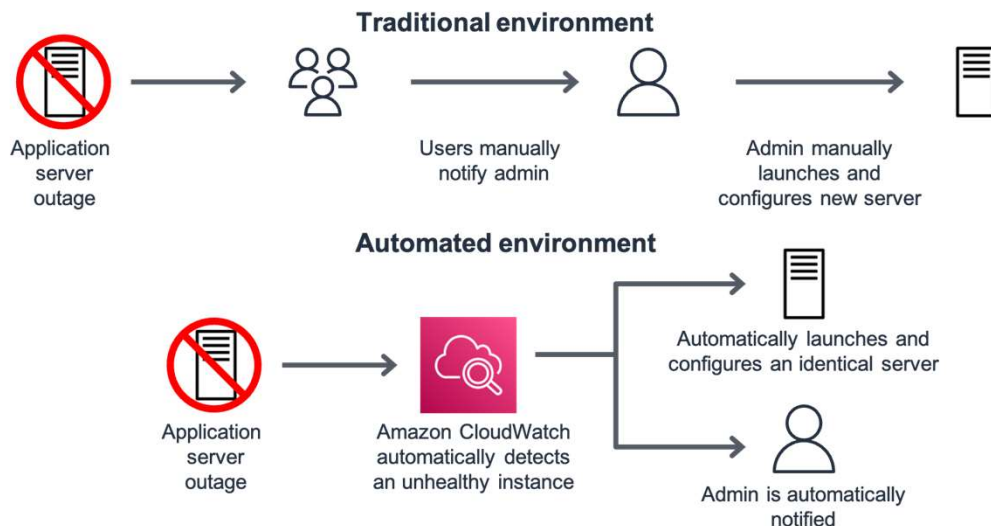 Traditional environment
Application
server
outage
Users manually
notify admin
Admin manually
launches and
configures new server
Automated environment
Application
server
outage
Amazon CloudWatch
automatically detects
an unhealthy instance
Automatically launches and
configures an identical server
Admin is automatically
notified